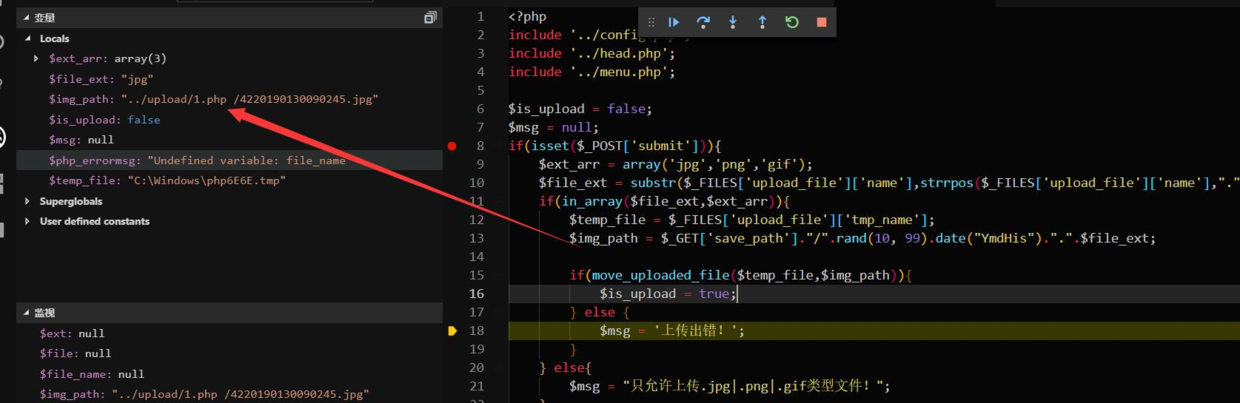 变量
Locals
$ext_arr: array(3)
$file_ext: "jpg"
$img_path: "../upload/1.php /4220190130090245.jpg"
$is_upload: false
$msg: null
$php_errormsg: "Undefined variable: file_name
$temp_file: "C:\Windows\php6E6E.tmp"
Superglobals
User defined constants
监视
$ext: null
$file: null
$file_name: null
$img_path: "../upload/1.php /4220190130090245.jpg"
1 <?php
2 include '../config
3 include '../head.php';
4 include '../menu.php';
5
6 $is_upload = false;
7 $msg = null;
8 if(isset($_POST['submit'])){
9 $ext_arr = array('jpg','png','gif');
10 $file_ext = substr($_FILES['upload_file']['name'],strrpos($_FILES['upload_file']['name'],"."
11 if(in_array($file_ext,$ext_arr)){
12 $temp_file = $_FILES['upload_file']['tmp_name'];
13 $img_path = $_GET['save_path']."/".rand(10, 99).date("YmdHis").".".$file_ext;
14
15 if(move_uploaded_file($temp_file,$img_path)){
16 $is_upload = true;
17 } else {
18 $msg = '上传出错！';
19 }
20 } else{
21 $msg = "只允许上传.jpg|.png|.gif类型文件！";